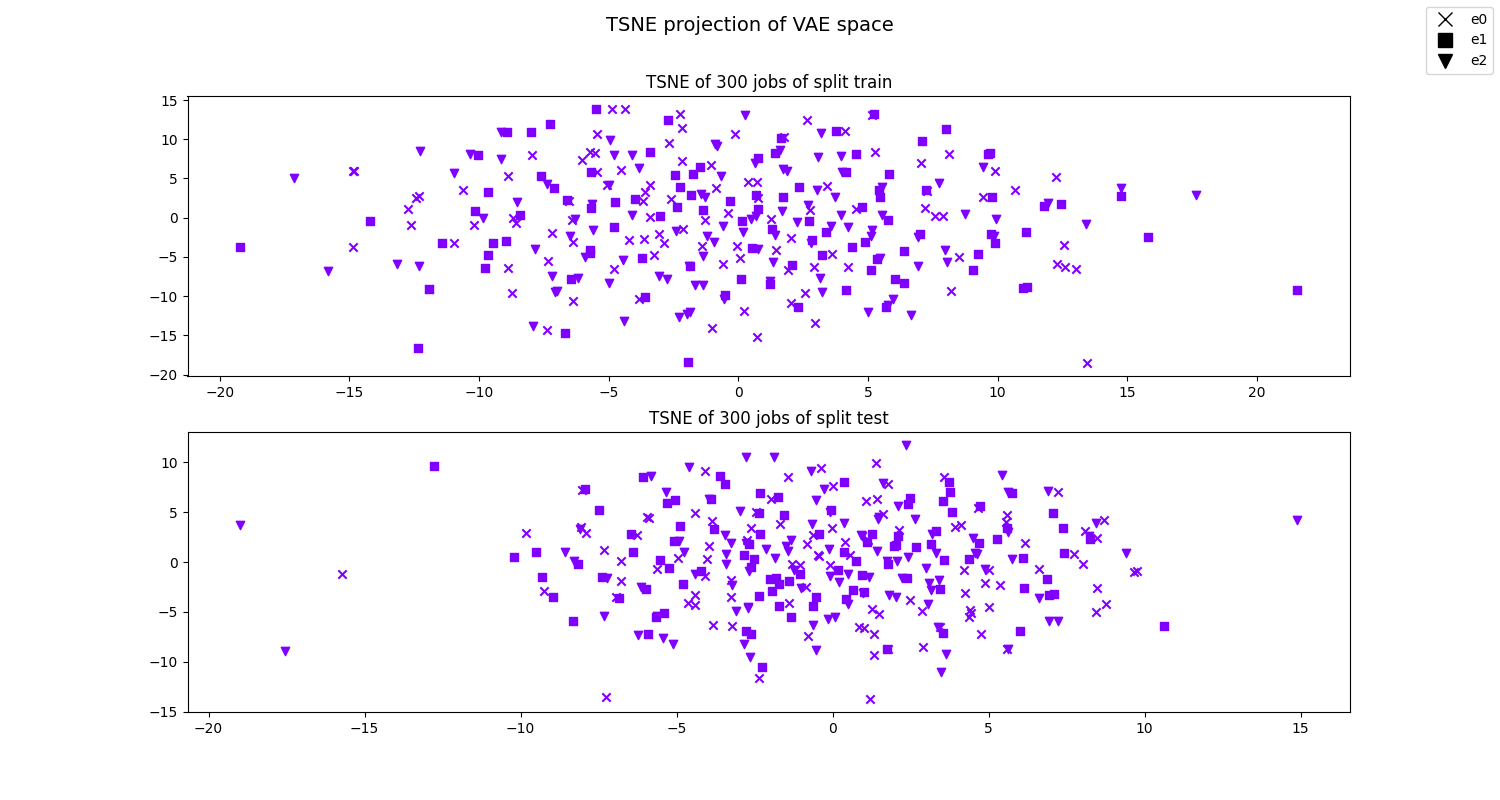 TSNE projection of VAE space
e0
e1
e2
TSNE of 300 jobs of split train
15
10
5
0
−5
−10
−15
−20
−20 −15 −10 −5 0 5 10 15 20
TSNE of 300 jobs of split test
10
5
0
−5
−10
−15
−20 −15 −10 −5 0 5 10 15